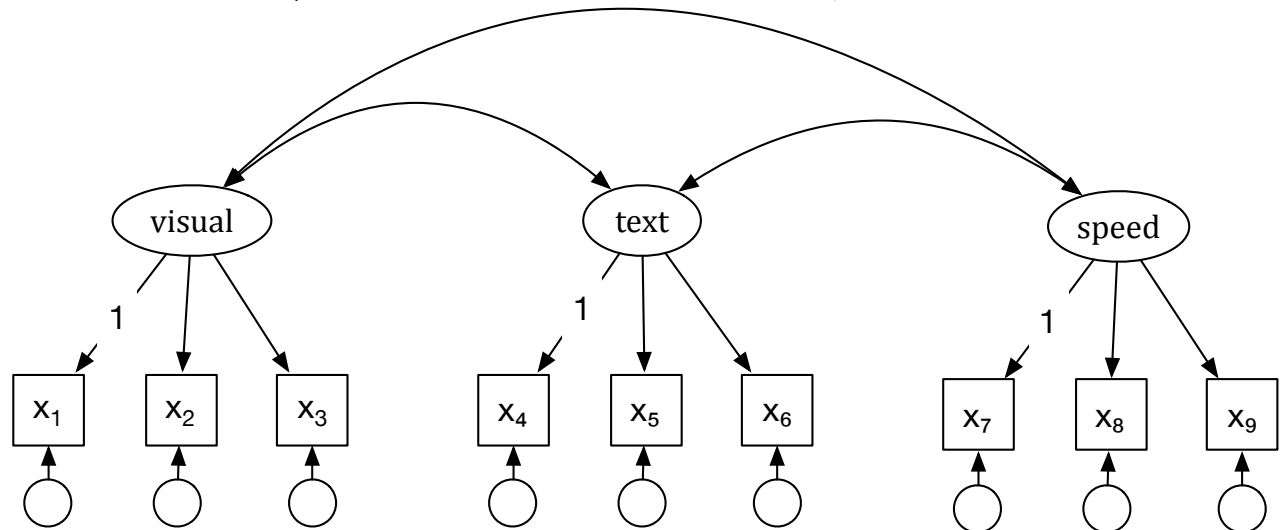 visual text speed
1 1 1
x₁ x₂ x₃ x₄ x₅ x₆ x₇ x₈ x₉